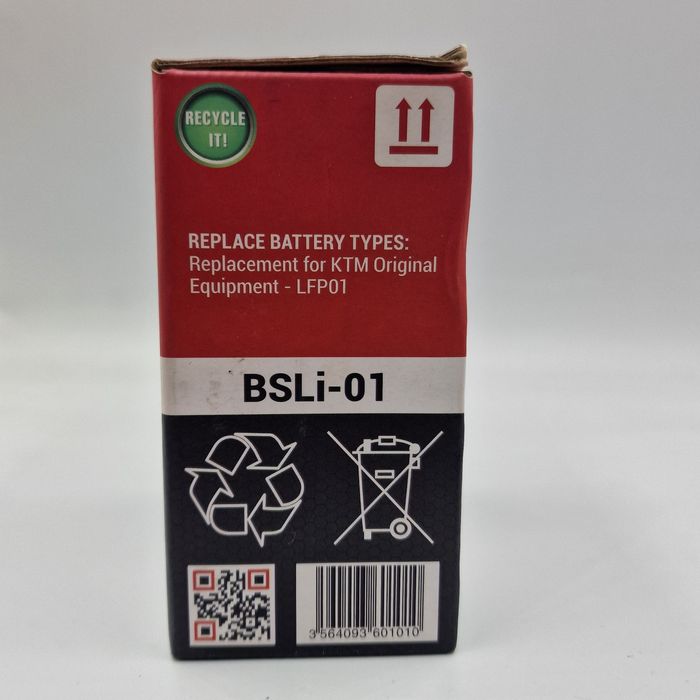 RECYCLE
IT!
REPLACE BATTERY TYPES:
Replacement for KTM Original
Equipment - LFP01
BSLi-01
3 564093 601010